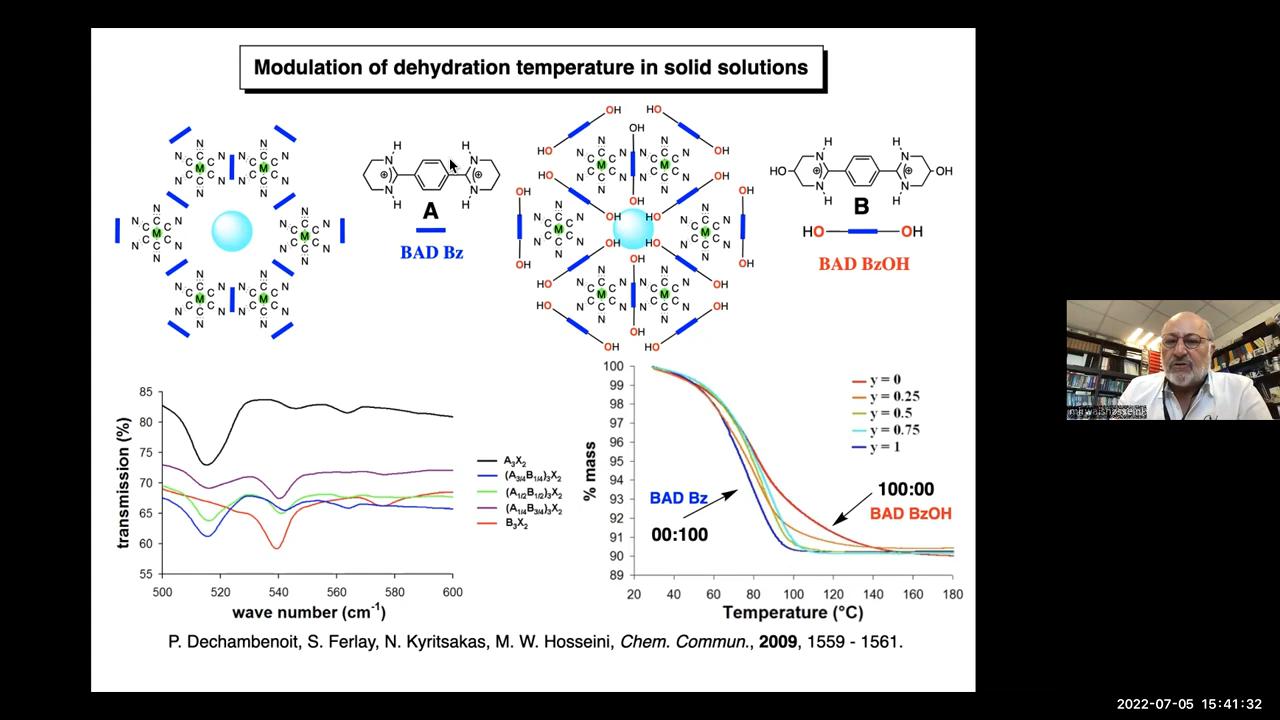 Modulation of dehydration temperature in solid solutions
A
BAD Bz
B
HO OH
BAD BzOH
transmission (%)
85
80
75
70
65
60
55
500 520 540 560 580 600
wave number (cm⁻¹)
A₃X₂
(A₃/₄B₁/₄)₃X₂
(A₁/₂B₁/₂)₃X₂
(A₁/₄B₃/₄)₃X₂
B₃X₂
% mass
100
99
98
97
96
95
94
93
92
91
90
89
20 40 60 80 100 120 140 160 180
Temperature (°C)
y = 0
y = 0.25
y = 0.5
y = 0.75
y = 1
BAD Bz
00:100
100:00
BAD BzOH
P. Dechambenoit, S. Ferlay, N. Kyritsakas, M. W. Hosseini, Chem. Commun., 2009, 1559 - 1561.
2022-07-05 15:41:32